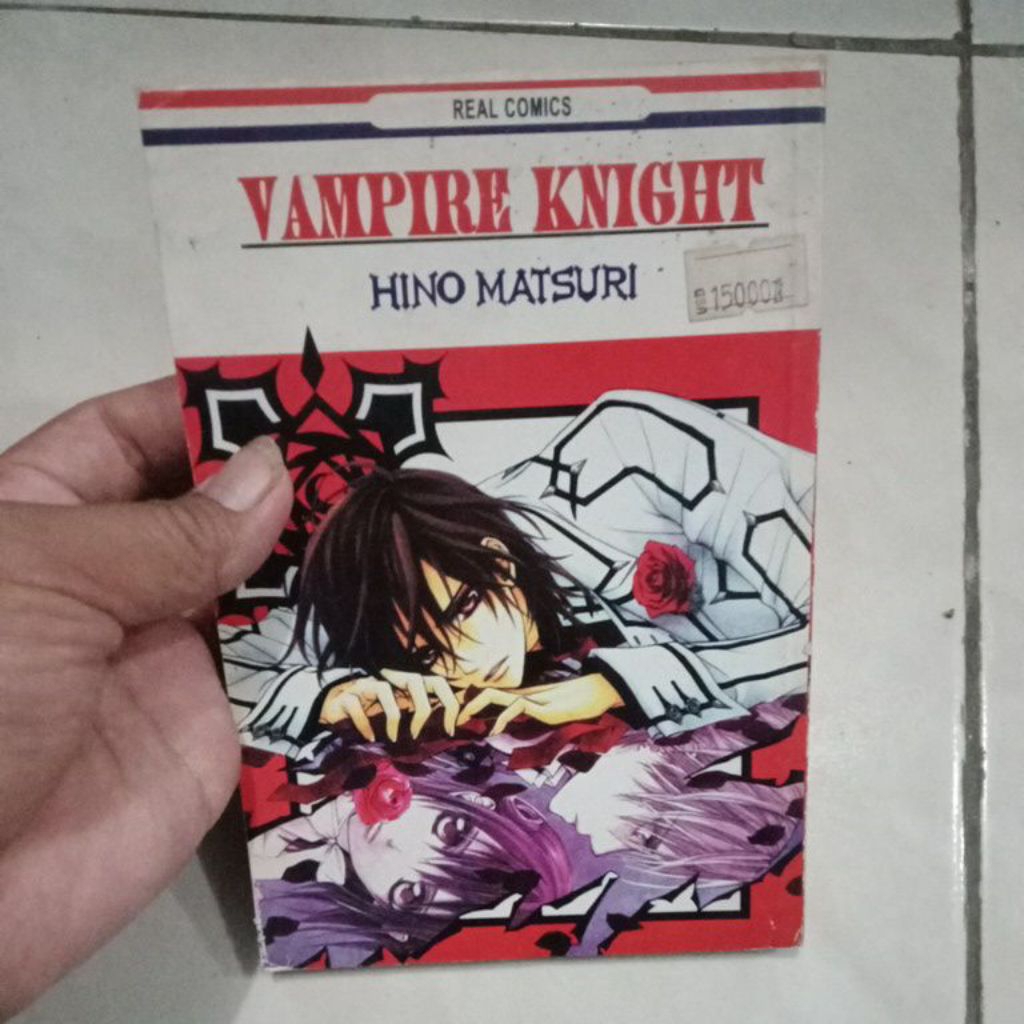 REAL COMICS
VAMPIRE KNIGHT
HINO MATSURI